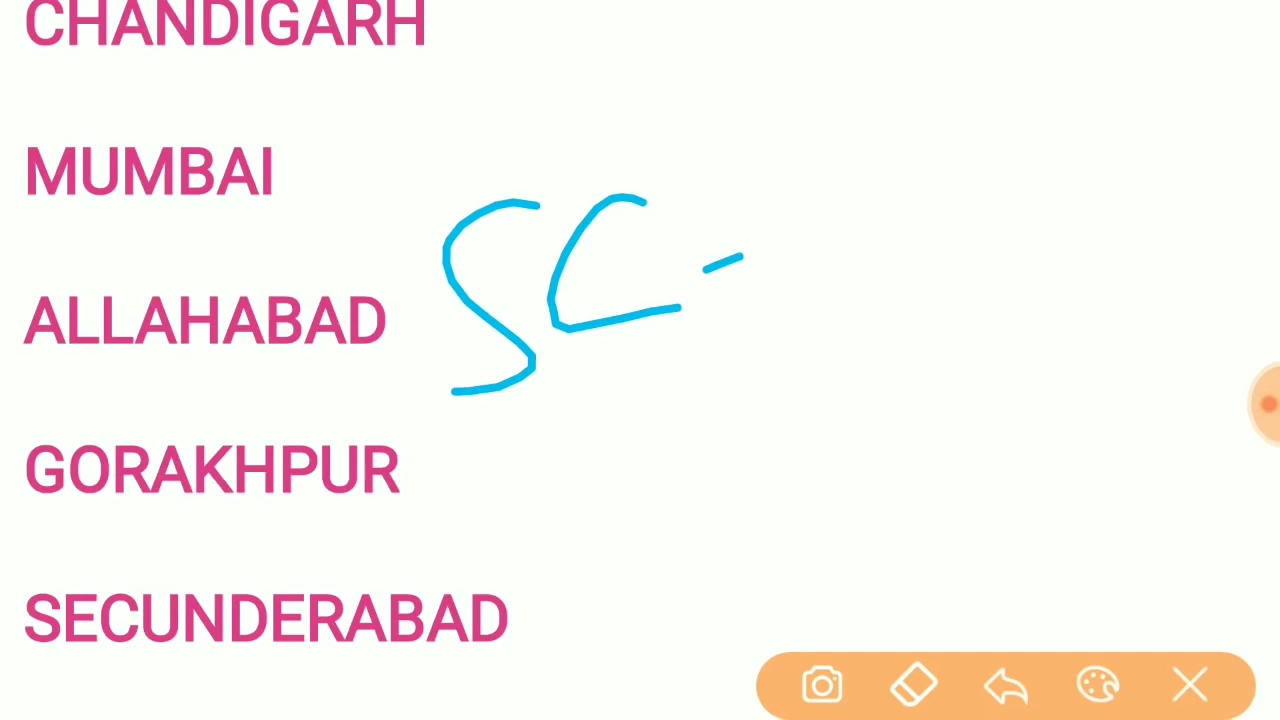 CHANDIGARH
MUMBAI
SC -
ALLAHABAD
GORAKHPUR
SECUNDERABAD